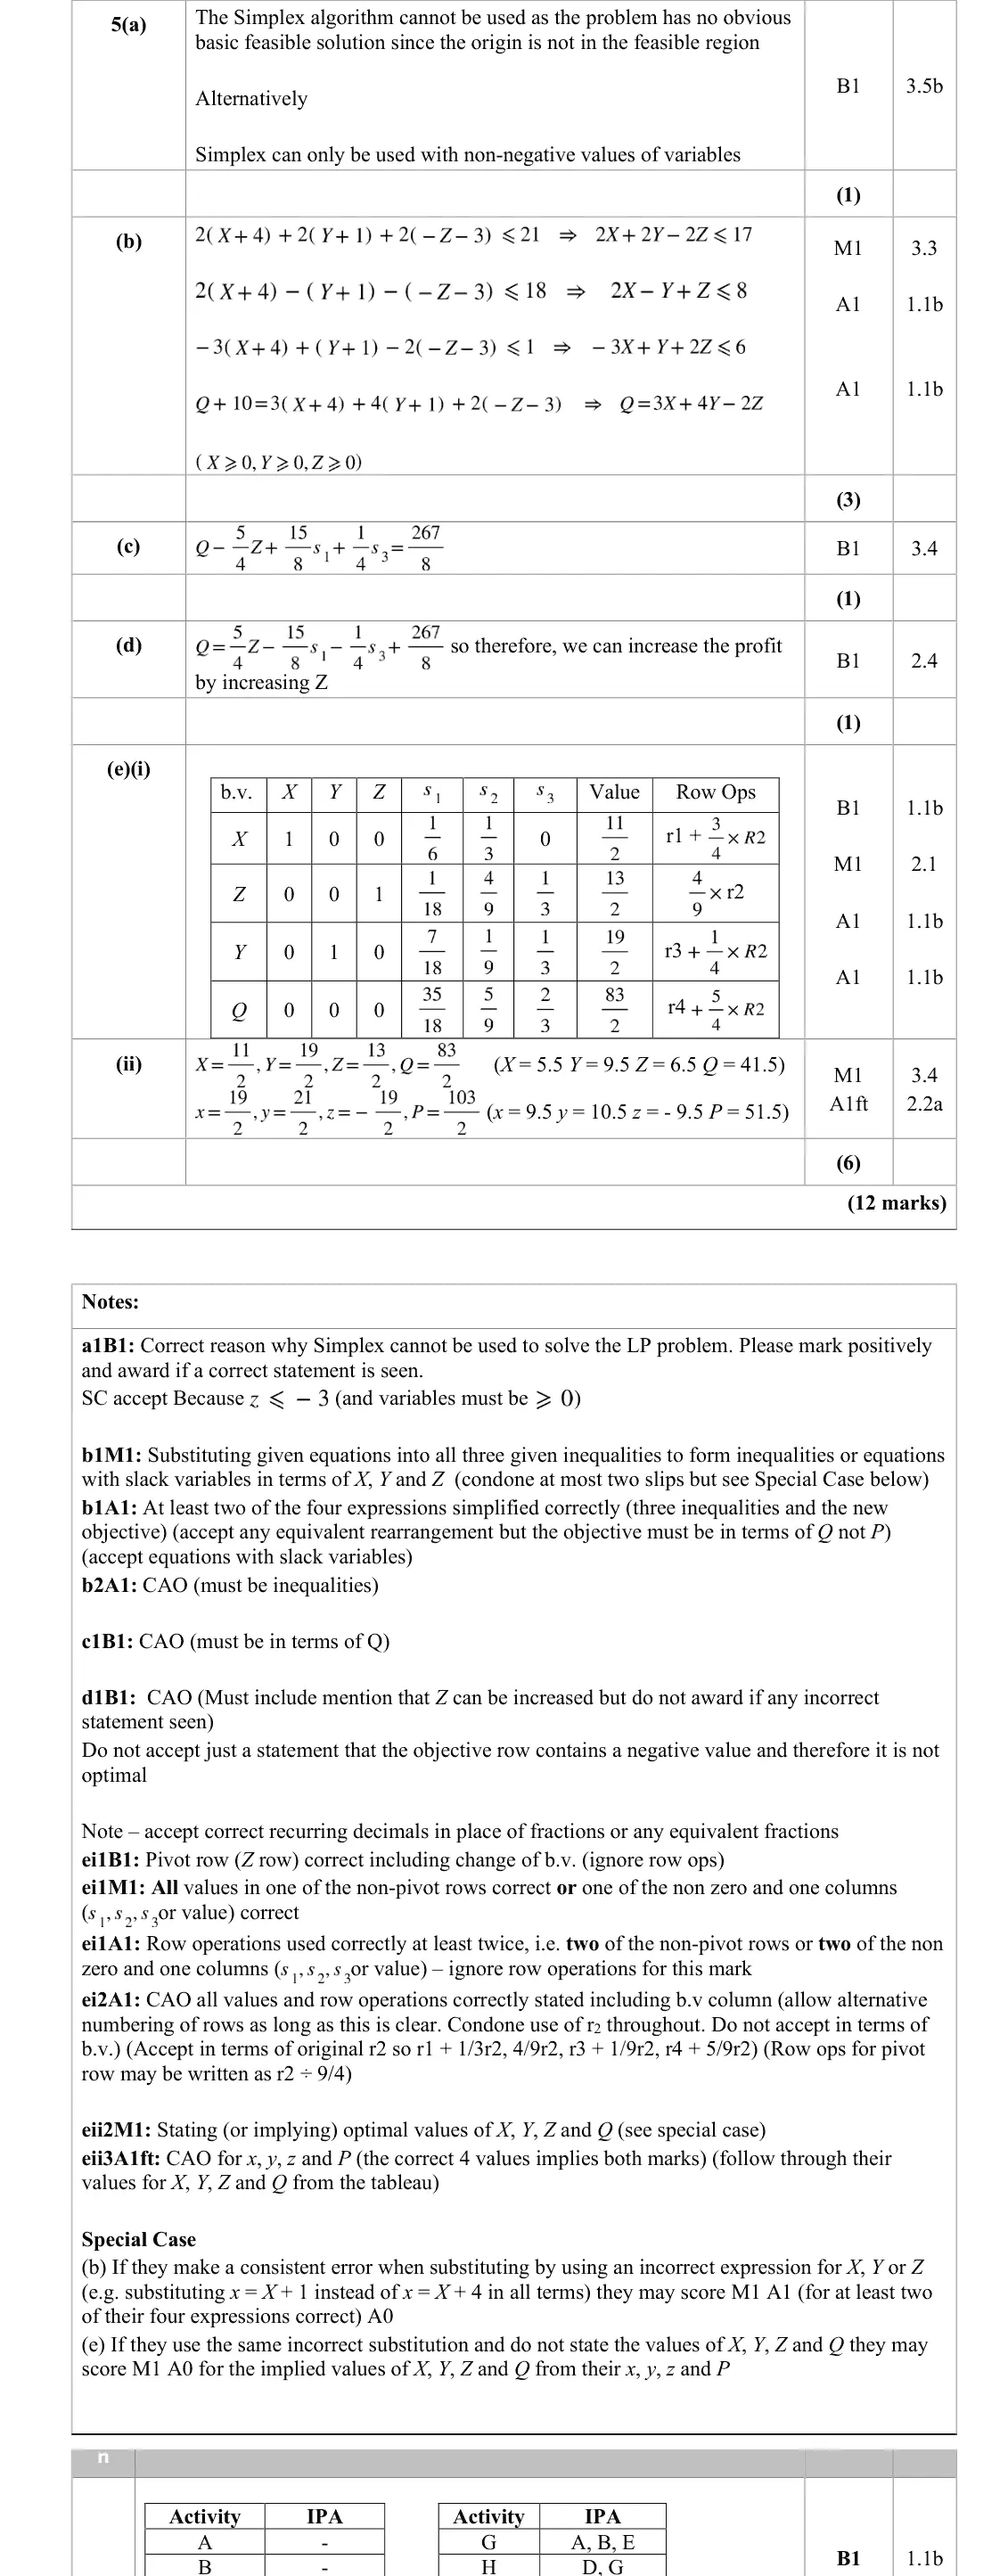 5(a)
The Simplex algorithm cannot be used as the problem has no obvious
basic feasible solution since the origin is not in the feasible region
Alternatively
B1 3.5b
Simplex can only be used with non-negative values of variables
(1)
(b)
2(X+4) +2(Y+1) +2(−Z−3) ⩽21 ⇒ 2X+2Y−2Z⩽17
M1 3.3
2(X+4) −(Y+1) −(−Z−3) ⩽18 ⇒ 2X−Y+Z⩽8
A1 1.1b
−3(X+4) +(Y+1) −2(−Z−3) ⩽1 ⇒ −3X+Y+2Z⩽6
A1 1.1b
Q+10=3(X+4) +4(Y+1) +2(−Z−3) ⇒ Q=3X+4Y−2Z
(X⩾0,Y⩾0,Z⩾0)
(3)
(c) Q− 5/4 Z+ 15/8 s1+ 1/4 s3= 267/8 B1 3.4
(1)
(d) Q= 5/4 Z− 15/8 s1− 1/4 s3+ 267/8 so therefore, we can increase the profit
by increasing Z
B1 2.4
(1)
(e)(i)
b.v. X Y Z s1 s2 s3 Value Row Ops
X 1 0 0 1/6 1/3 0 11/2 r1 + 3/4 × R2
Z 0 0 1 1/18 4/9 1/3 13/2 4/9 × r2
Y 0 1 0 7/18 1/9 1/3 19/2 r3 + 1/4 × R2
Q 0 0 0 35/18 5/9 2/3 83/2 r4 + 5/4 × R2
B1 1.1b
M1 2.1
A1 1.1b
A1 1.1b
(ii) X= 11/2 ,Y= 19/2 ,Z= 13/2 ,Q= 83/2 (X = 5.5 Y = 9.5 Z = 6.5 Q = 41.5)
M1 3.4
x= 19/2 ,y= 21/2 ,z= − 19/2 ,P= 103/2 (x = 9.5 y = 10.5 z = - 9.5 P = 51.5)
A1ft 2.2a
(6)
(12 marks)
Notes:
a1B1: Correct reason why Simplex cannot be used to solve the LP problem. Please mark positively
and award if a correct statement is seen.
SC accept Because z ⩽ − 3 (and variables must be ⩾ 0)
b1M1: Substituting given equations into all three given inequalities to form inequalities or equations
with slack variables in terms of X, Y and Z (condone at most two slips but see Special Case below)
b1A1: At least two of the four expressions simplified correctly (three inequalities and the new
objective) (accept any equivalent rearrangement but the objective must be in terms of Q not P)
(accept equations with slack variables)
b2A1: CAO (must be inequalities)
c1B1: CAO (must be in terms of Q)
d1B1: CAO (Must include mention that Z can be increased but do not award if any incorrect
statement seen)
Do not accept just a statement that the objective row contains a negative value and therefore it is not
optimal
Note – accept correct recurring decimals in place of fractions or any equivalent fractions
ei1B1: Pivot row (Z row) correct including change of b.v. (ignore row ops)
ei1M1: All values in one of the non-pivot rows correct or one of the non zero and one columns
(s1,s2,s3or value) correct
ei1A1: Row operations used correctly at least twice, i.e. two of the non-pivot rows or two of the non
zero and one columns (s1,s2,s3or value) – ignore row operations for this mark
ei2A1: CAO all values and row operations correctly stated including b.v column (allow alternative
numbering of rows as long as this is clear. Condone use of r2 throughout. Do not accept in terms of
b.v.) (Accept in terms of original r2 so r1 + 1/3r2, 4/9r2, r3 + 1/9r2, r4 + 5/9r2) (Row ops for pivot
row may be written as r2 ÷ 9/4)
eii2M1: Stating (or implying) optimal values of X, Y, Z and Q (see special case)
eii3A1ft: CAO for x, y, z and P (the correct 4 values implies both marks) (follow through their
values for X, Y, Z and Q from the tableau)
Special Case
(b) If they make a consistent error when substituting by using an incorrect expression for X, Y or Z
(e.g. substituting x = X + 1 instead of x = X + 4 in all terms) they may score M1 A1 (for at least two
of their four expressions correct) A0
(e) If they use the same incorrect substitution and do not state the values of X, Y, Z and Q they may
score M1 A0 for the implied values of X, Y, Z and Q from their x, y, z and P
n
Activity IPA Activity IPA
A - G A, B, E
B - H D, G
B1 1.1b